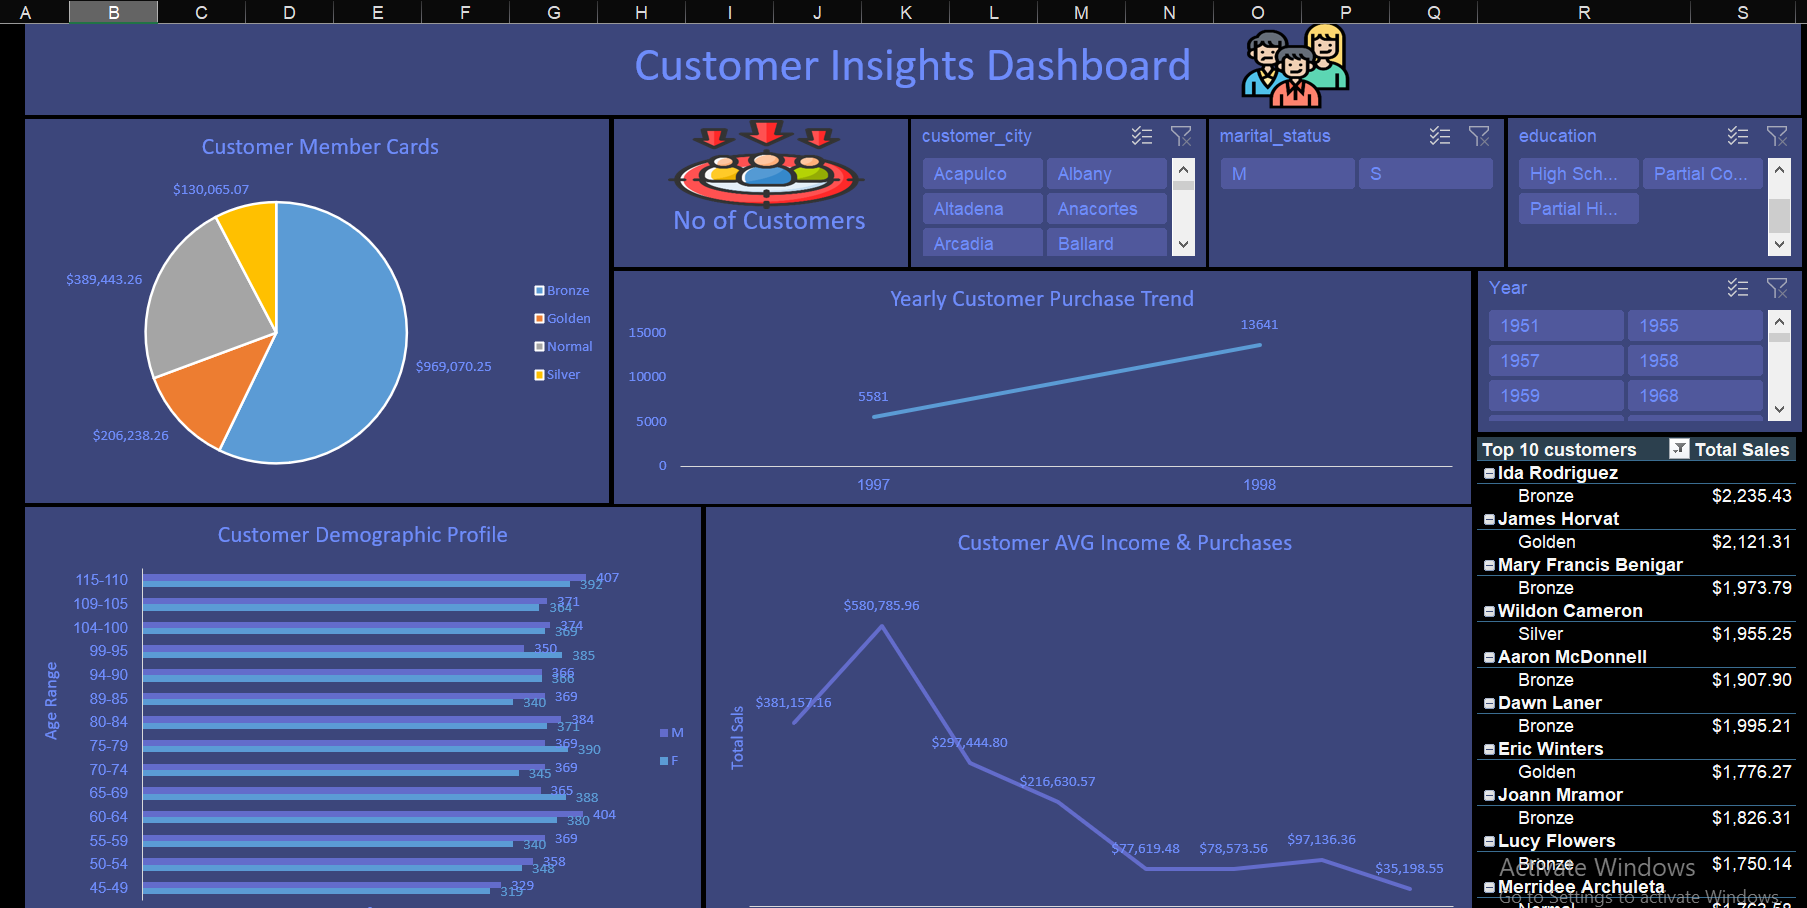 A B C D E F G H I J K L M N O P Q R S
Customer Insights Dashboard
Customer Member Cards
$130,065.07
$389,443.26
$969,070.25
$206,238.26
Bronze
Golden
Normal
Silver
No of Customers
customer_city
Acapulco Albany
Altadena Anacortes
Arcadia Ballard
marital_status
M S
education
High Sch... Partial Co...
Partial Hi...
Yearly Customer Purchase Trend
15000
10000
5000
0
5581
13641
1997 1998
Year
1951 1955
1957 1958
1959 1968
Top 10 customers Total Sales
Ida Rodriguez
Bronze $2,235.43
James Horvat
Golden $2,121.31
Mary Francis Benigar
Bronze $1,973.79
Wildon Cameron
Silver $1,955.25
Aaron McDonnell
Bronze $1,907.90
Dawn Laner
Bronze $1,995.21
Eric Winters
Golden $1,776.27
Joann Mramor
Bronze $1,826.31
Lucy Flowers
Bronze $1,750.14
Merridee Archuleta
Normal $1,763.58
Activate Windows
Go to Settings to activate Windows.
Customer Demographic Profile
Age Range
115-110 407 392
109-105 371 364
104-100 374 369
99-95 350 385
94-90 366 366
89-85 369 340
80-84 384 371
75-79 369 390
70-74 369 345
65-69 365 388
60-64 404 380
55-59 369 340
50-54 358 348
45-49 329 319
M
F
Customer AVG Income & Purchases
Total Sals
$381,157.16
$580,785.96
$297,444.80
$216,630.57
$77,619.48
$78,573.56
$97,136.36
$35,198.55